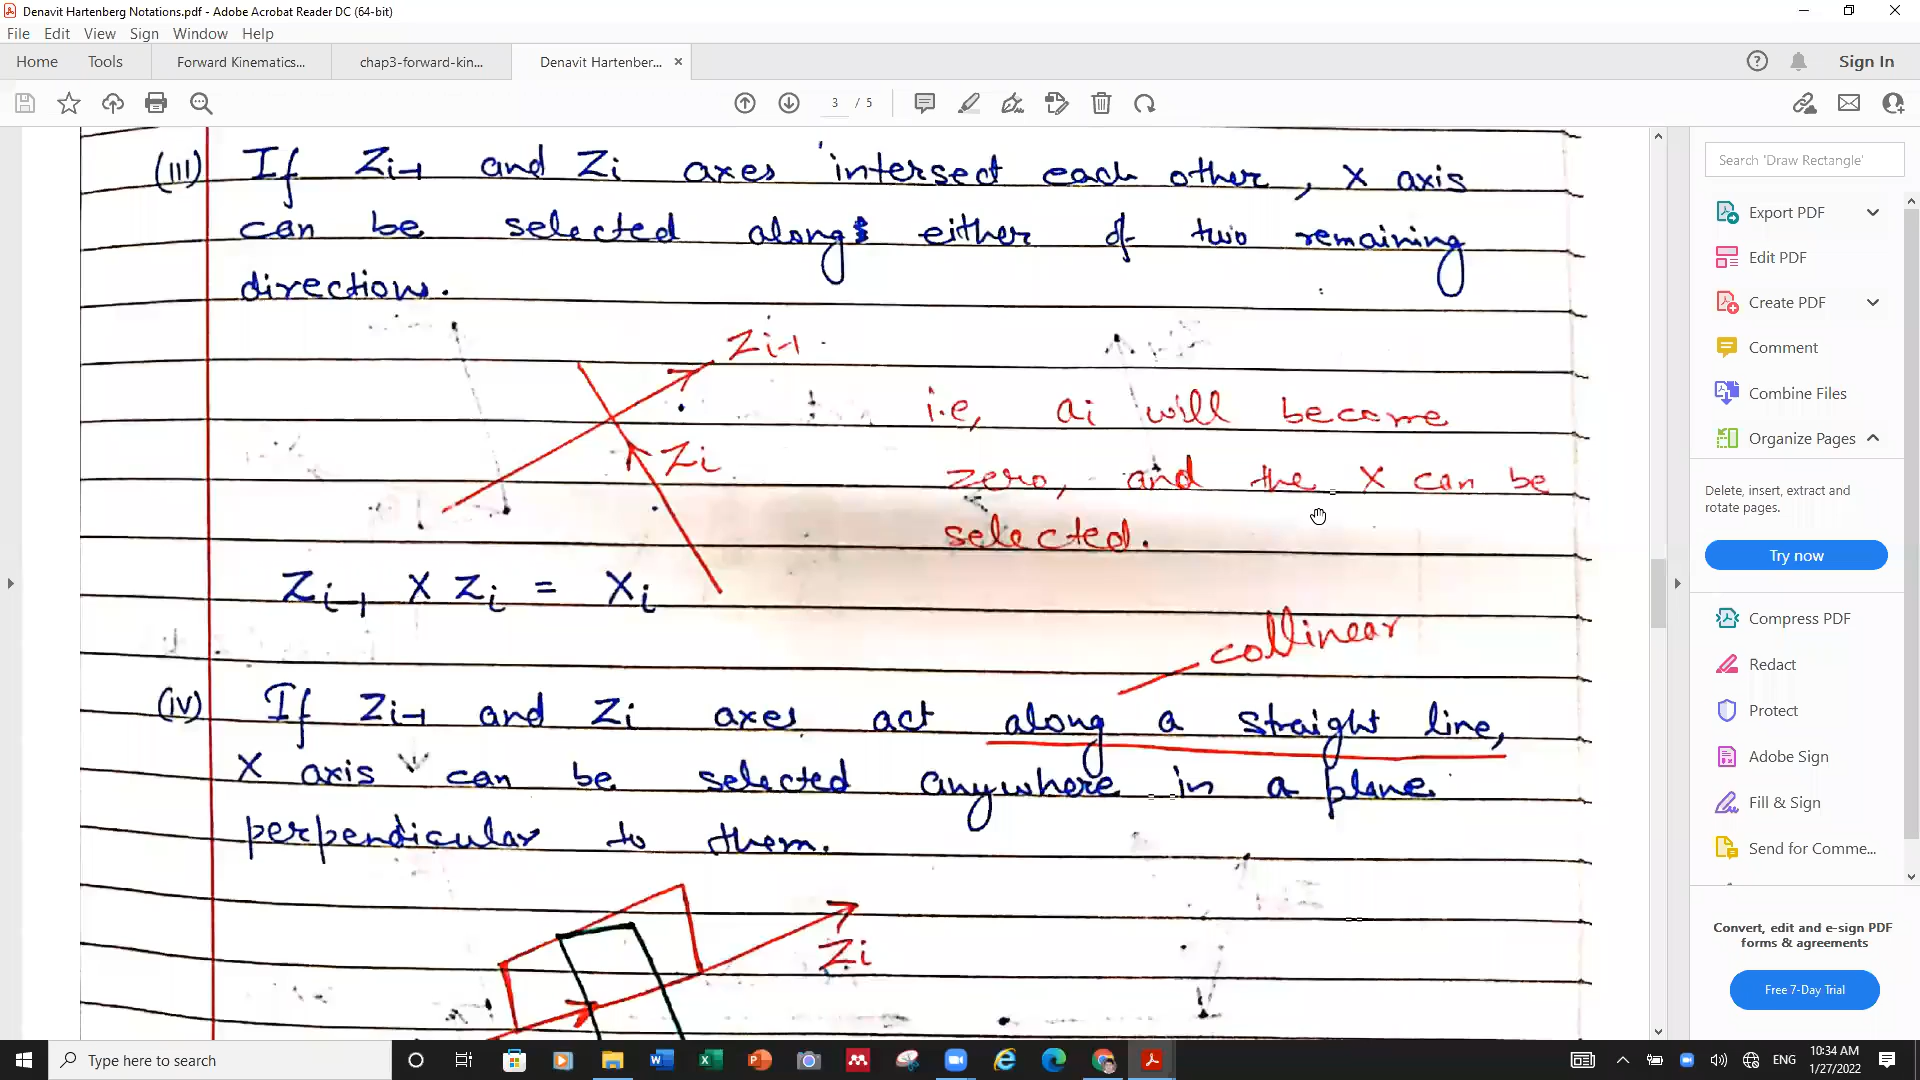 Denavit Hartenberg Notations.pdf - Adobe Acrobat Reader DC (64-bit)
File Edit View Sign Window Help
Home Tools Forward Kinematics... chap3-forward-kin... Denavit Hartenber... × Sign In
3 / 5
(III) If Zi-1 and Zi axes intersect each other, X axis
can be selected along either of two remaining
directions.
Zi-1
i.e, ai will become
Zi
zero, and the X can be
selected.
Zi-1 X Zi = Xi
collinear
(IV) If Zi-1 and Zi axes act along a straight line,
X axis can be selected anywhere in a plane
perpendicular to them.
Zi
Search 'Draw Rectangle'
Export PDF
Edit PDF
Create PDF
Comment
Combine Files
Organize Pages
Delete, insert, extract and
rotate pages.
Try now
Compress PDF
Redact
Protect
Adobe Sign
Fill & Sign
Send for Comme...
Convert, edit and e-sign PDF
forms & agreements
Free 7-Day Trial
Type here to search
ENG
10:34 AM
1/27/2022